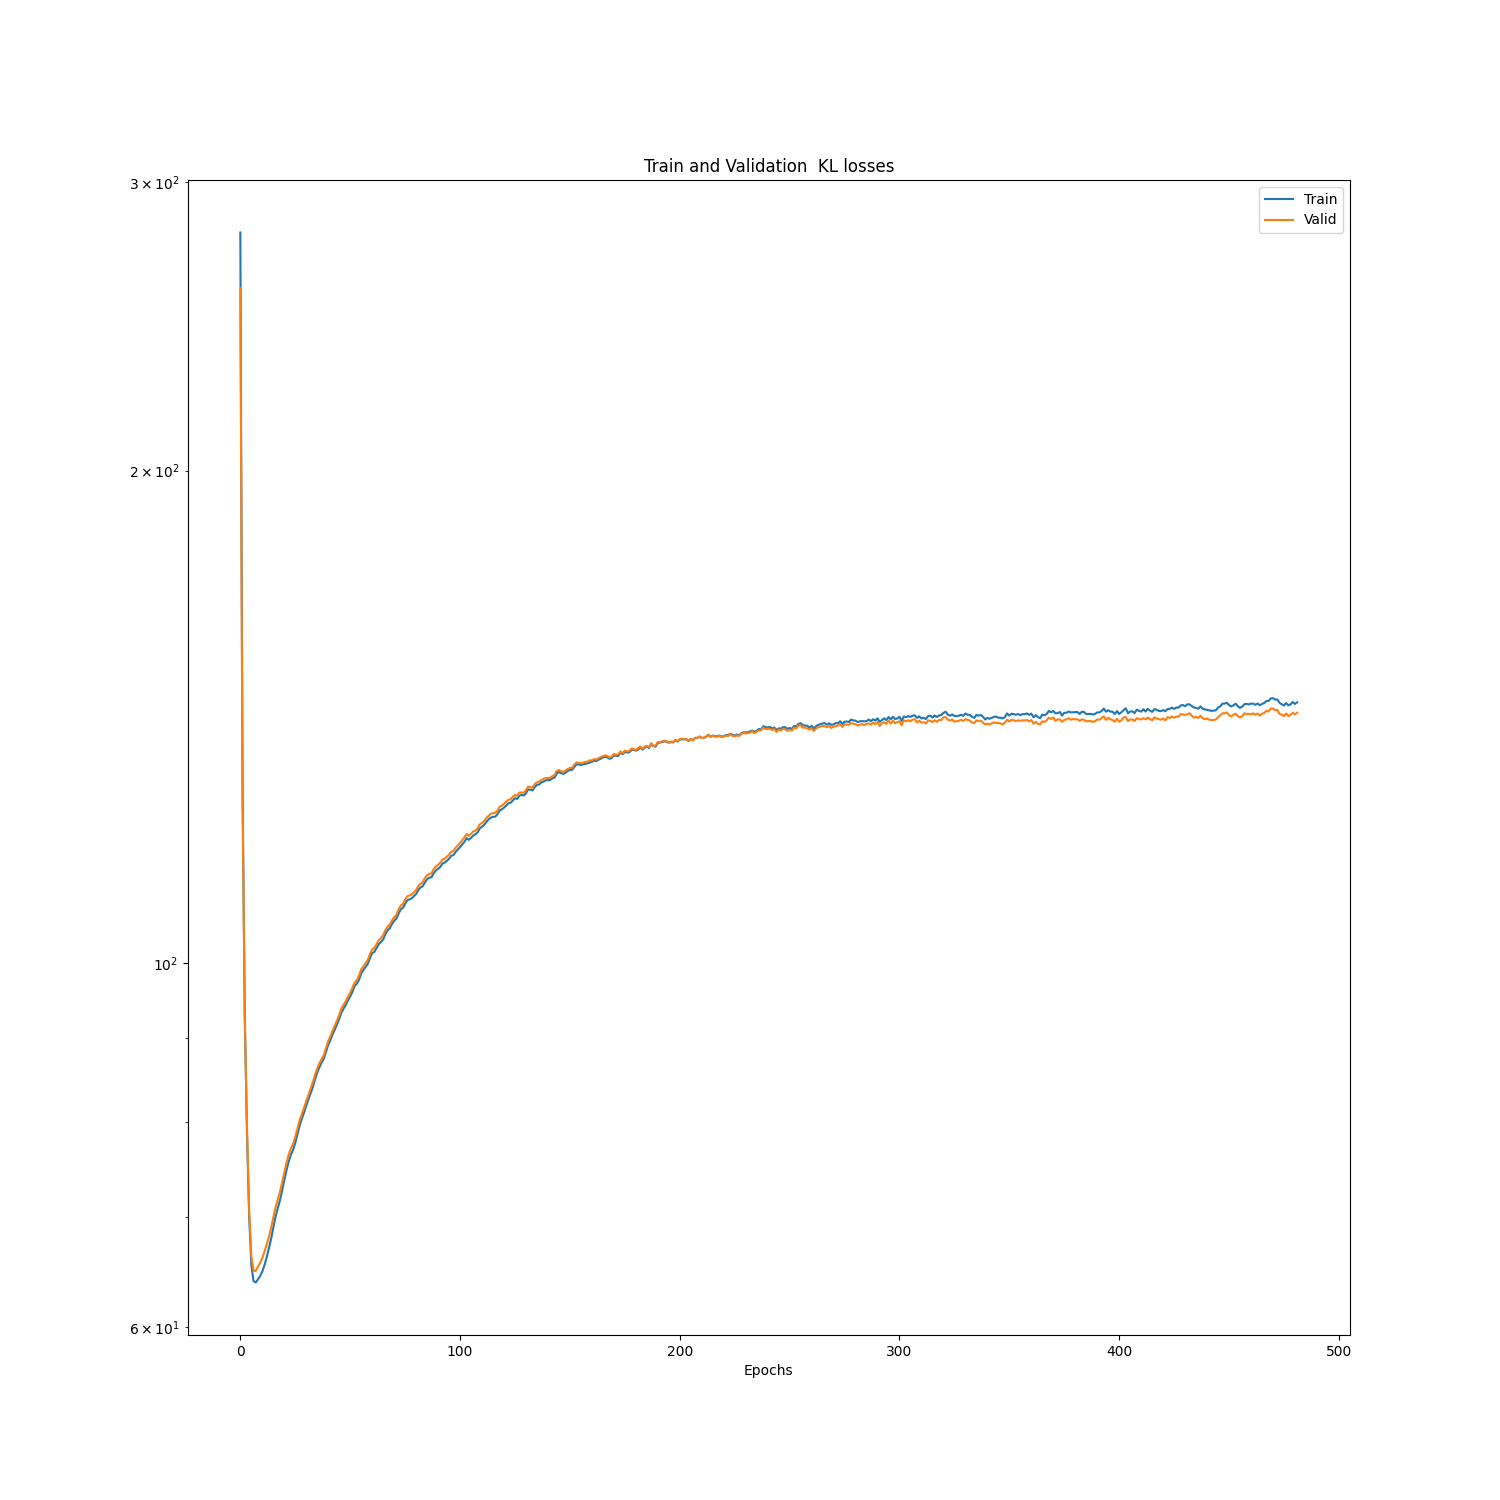 Train and Validation  KL losses
3 × 10²
Train
Valid
2 × 10²
10²
6 × 10¹
0 100 200 300 400 500
Epochs